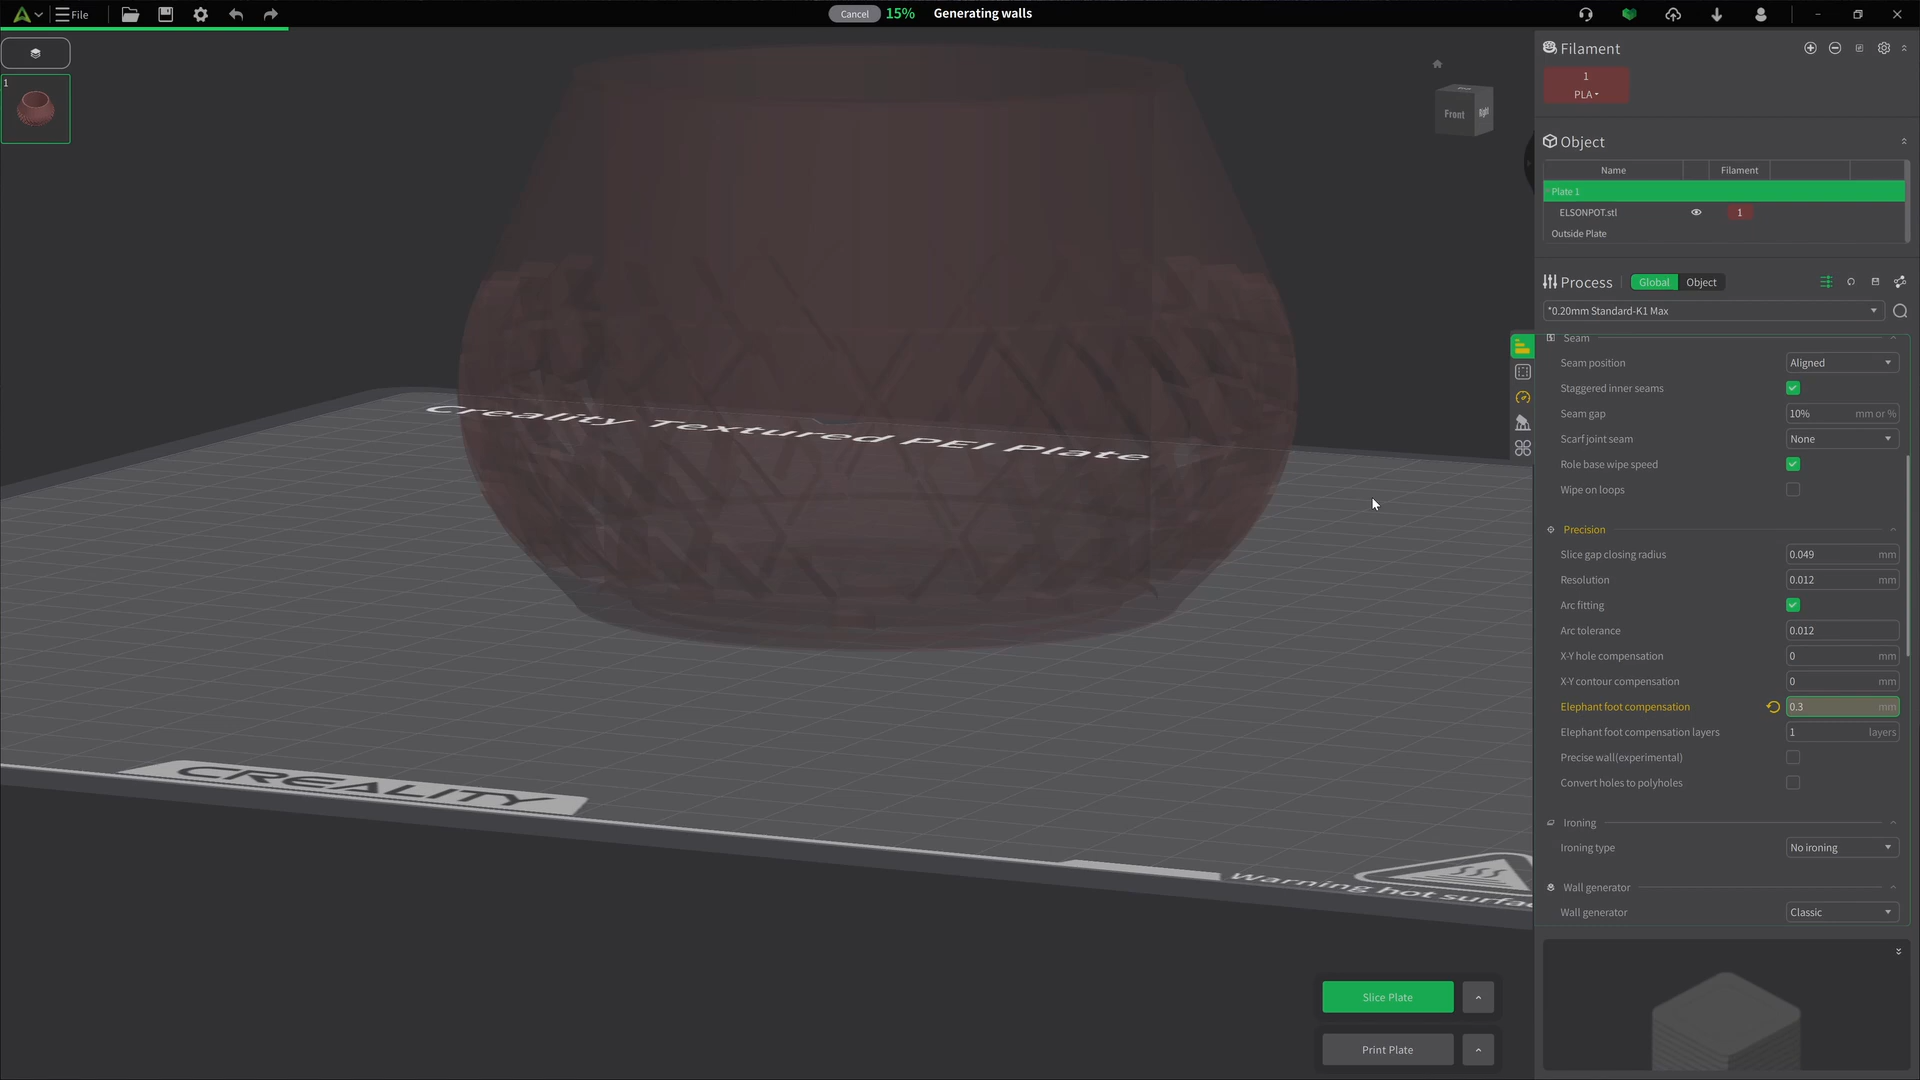 File
Cancel 15% Generating walls
1
Front
Right
Creality Textured PEI Plate
CREALITY
Warning hot surfa
Slice Plate
Print Plate
Filament
1
PLA
Object
Name Filament
Plate 1
ELSONPOT.stl 1
Outside Plate
Process Global Object
*0.20mm Standard-K1 Max
Seam
Seam position Aligned
Staggered inner seams
Seam gap 10% mm or %
Scarf joint seam None
Role base wipe speed
Wipe on loops
Precision
Slice gap closing radius 0.049 mm
Resolution 0.012 mm
Arc fitting
Arc tolerance 0.012
X-Y hole compensation 0 mm
X-Y contour compensation 0 mm
Elephant foot compensation 0.3 mm
Elephant foot compensation layers 1 layers
Precise wall(experimental)
Convert holes to polyholes
Ironing
Ironing type No ironing
Wall generator
Wall generator Classic